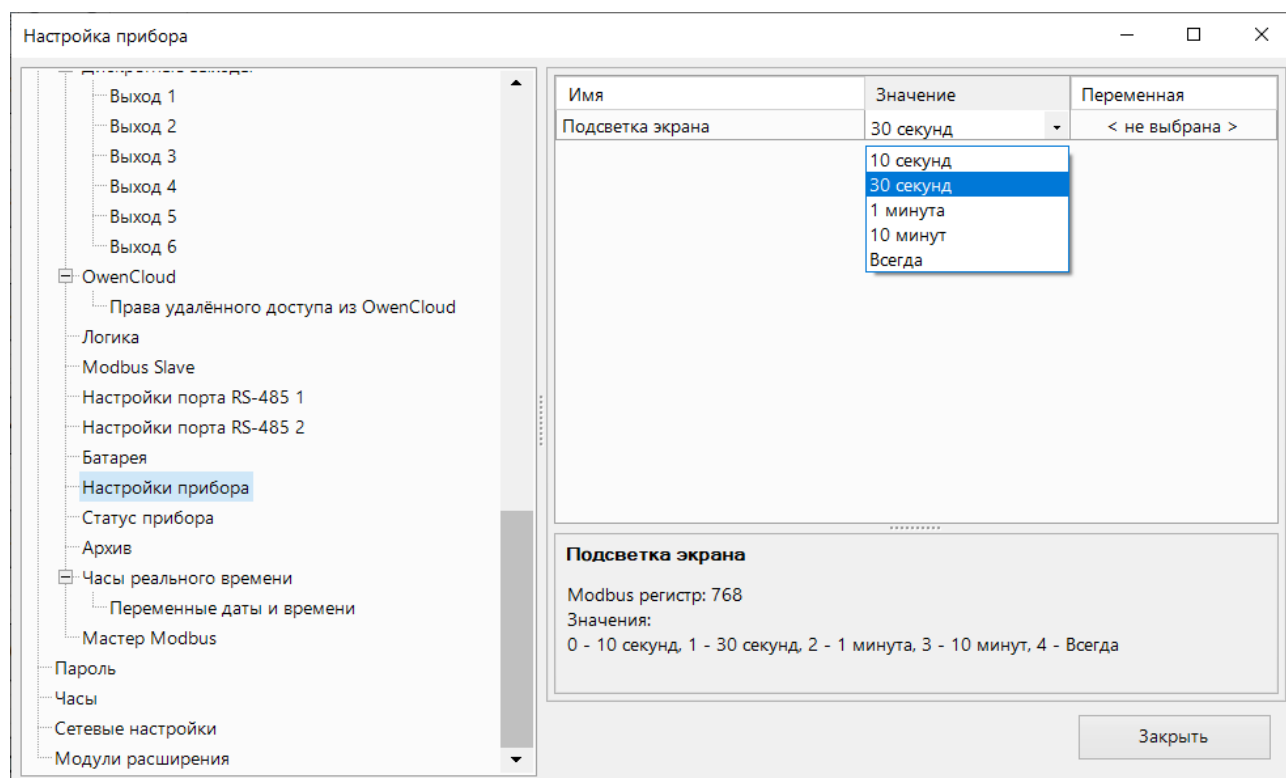 Настройка прибора
Выход 1
Выход 2
Выход 3
Выход 4
Выход 5
Выход 6
OwenCloud
Права удалённого доступа из OwenCloud
Логика
Modbus Slave
Настройки порта RS-485 1
Настройки порта RS-485 2
Батарея
Настройки прибора
Статус прибора
Архив
Часы реального времени
Переменные даты и времени
Мастер Modbus
Пароль
Часы
Сетевые настройки
Модули расширения
Имя Значение Переменная
Подсветка экрана 30 секунд < не выбрана >
10 секунд
30 секунд
1 минута
10 минут
Всегда
Подсветка экрана
Modbus регистр: 768
Значения:
0 - 10 секунд, 1 - 30 секунд, 2 - 1 минута, 3 - 10 минут, 4 - Всегда
Закрыть